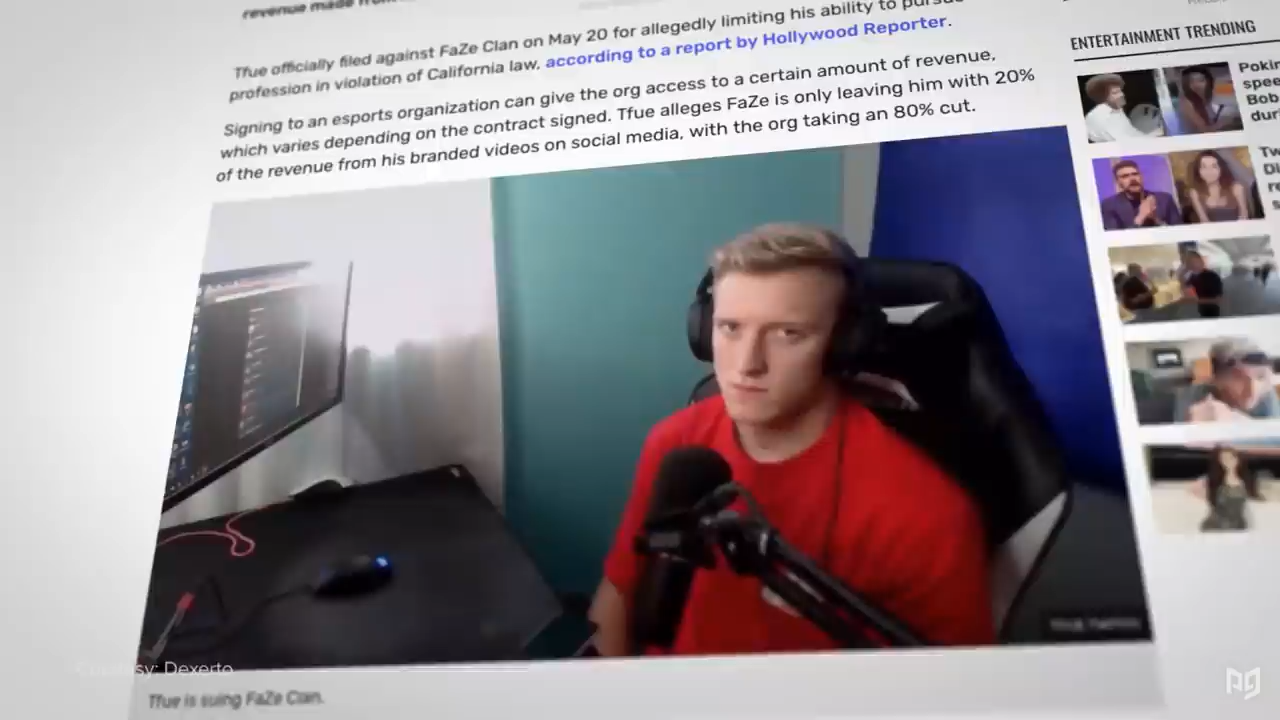 revenue made from
Tfue officially filed against FaZe Clan on May 20 for allegedly limiting his ability to pursue
profession in violation of California law, according to a report by Hollywood Reporter.
Signing to an esports organization can give the org access to a certain amount of revenue,
which varies depending on the contract signed. Tfue alleges FaZe is only leaving him with 20%
of the revenue from his branded videos on social media, with the org taking an 80% cut.
ENTERTAINMENT TRENDING
Bob
Courtesy: Dexerto
Tfue is suing FaZe Clan.